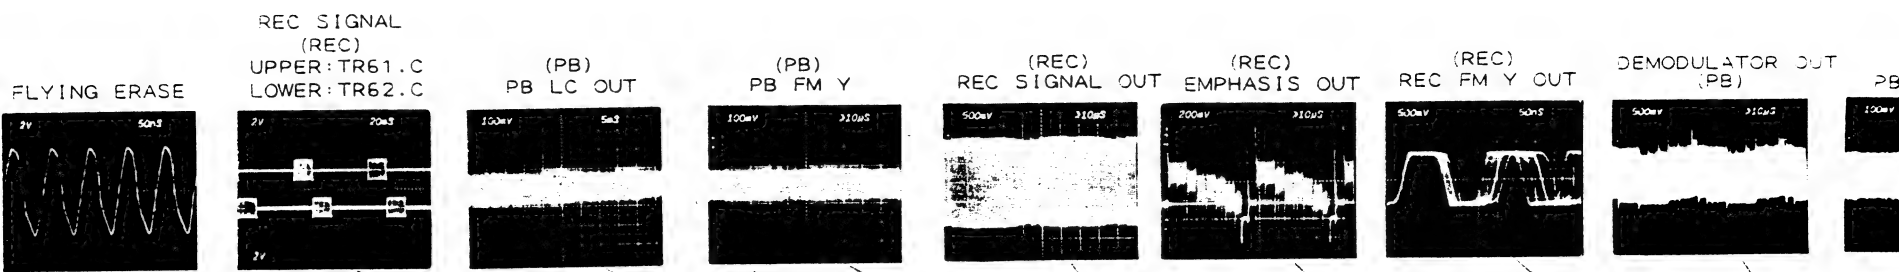 FLYING ERASE
2V 50nS
REC SIGNAL
(REC)
UPPER:TR61.C
LOWER:TR62.C
2V 20mS
2V
(PB)
PB LC OUT
100mV 5mS
(PB)
PB FM Y
100mV >10µS
(REC)
REC SIGNAL OUT
500mV >10µS
(REC)
EMPHASIS OUT
200mV >10µS
(REC)
REC FM Y OUT
500mV 50nS
DEMODULATOR OUT
(PB)
500mV >10µS
PB
100mV